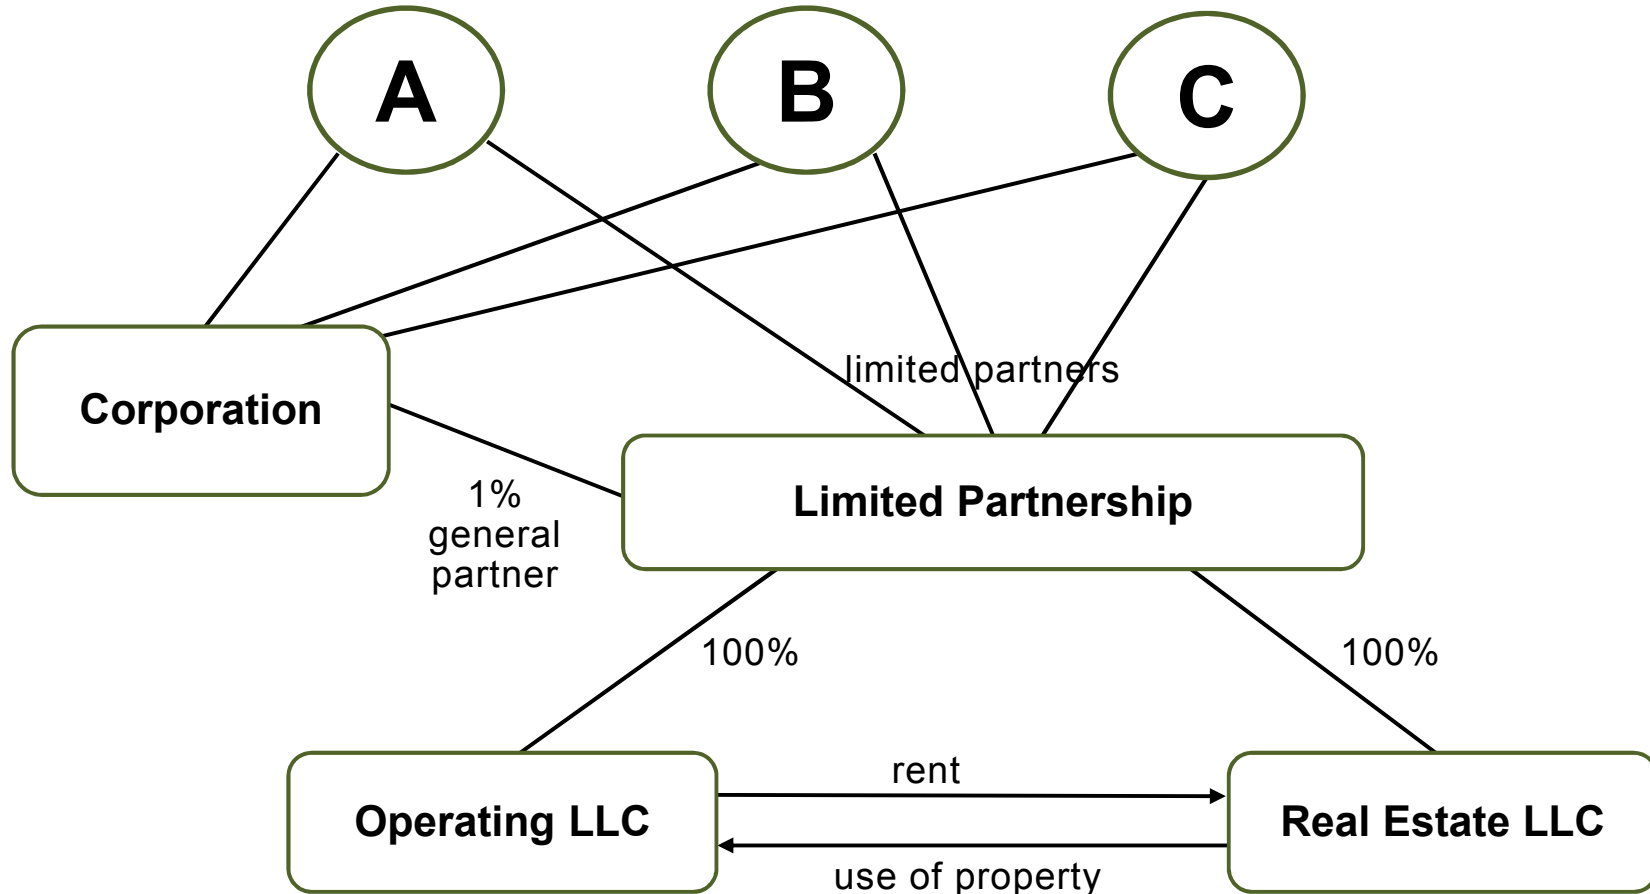 A
B
C
limited partners
Corporation
1%
general
partner
Limited Partnership
100%
100%
rent
Operating LLC
Real Estate LLC
use of property